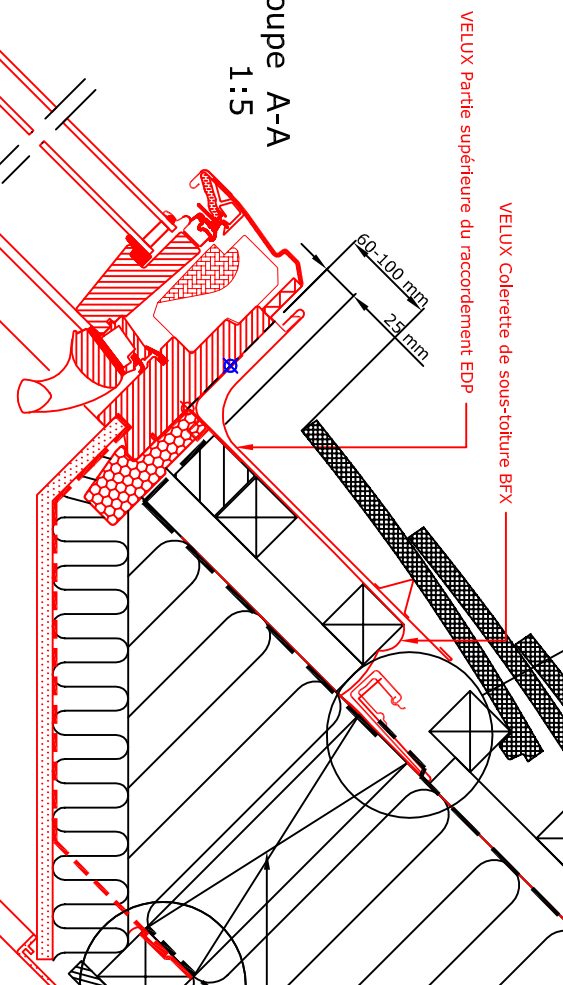 oupe A-A
1:5
VELUX Partie supérieure du raccordement EDP
VELUX Colerette de sous-toiture BFX
60-100 mm
25 mm